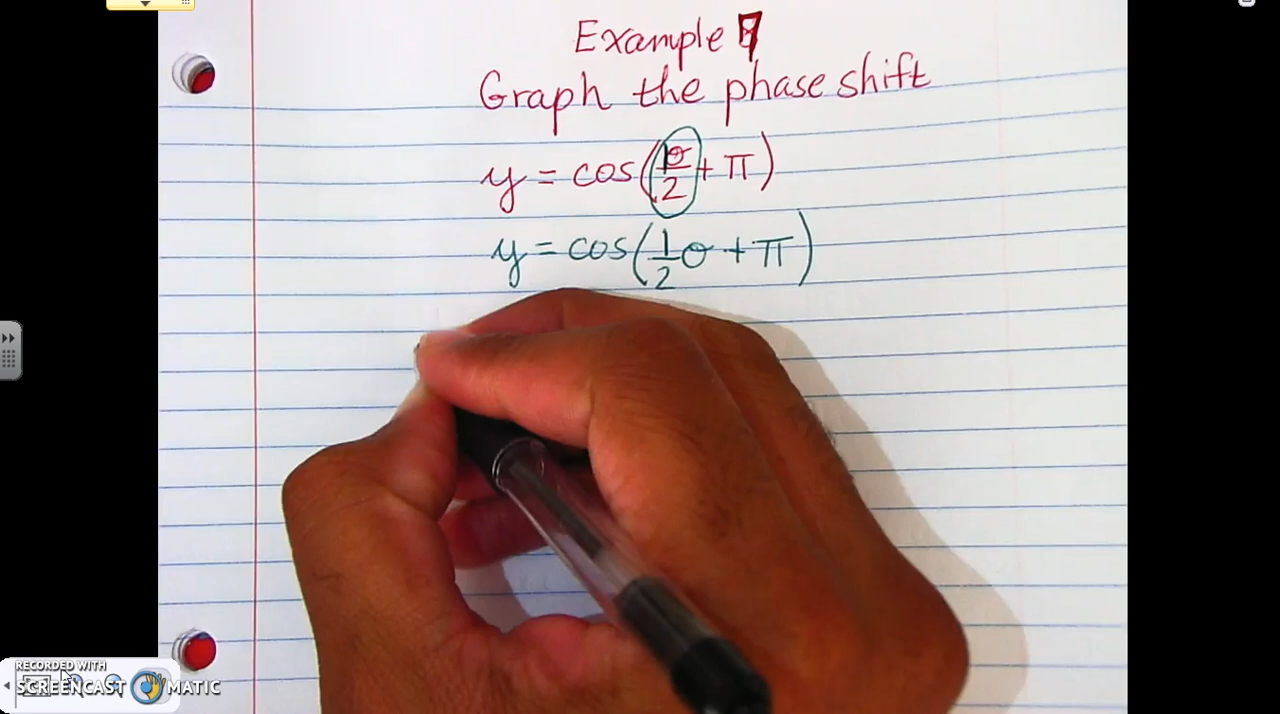 Example
Graph the phase shift
y = cos(θ/2 + π)
y = cos(1/2 θ + π)
RECORDED WITH
SCREENCAST MATIC